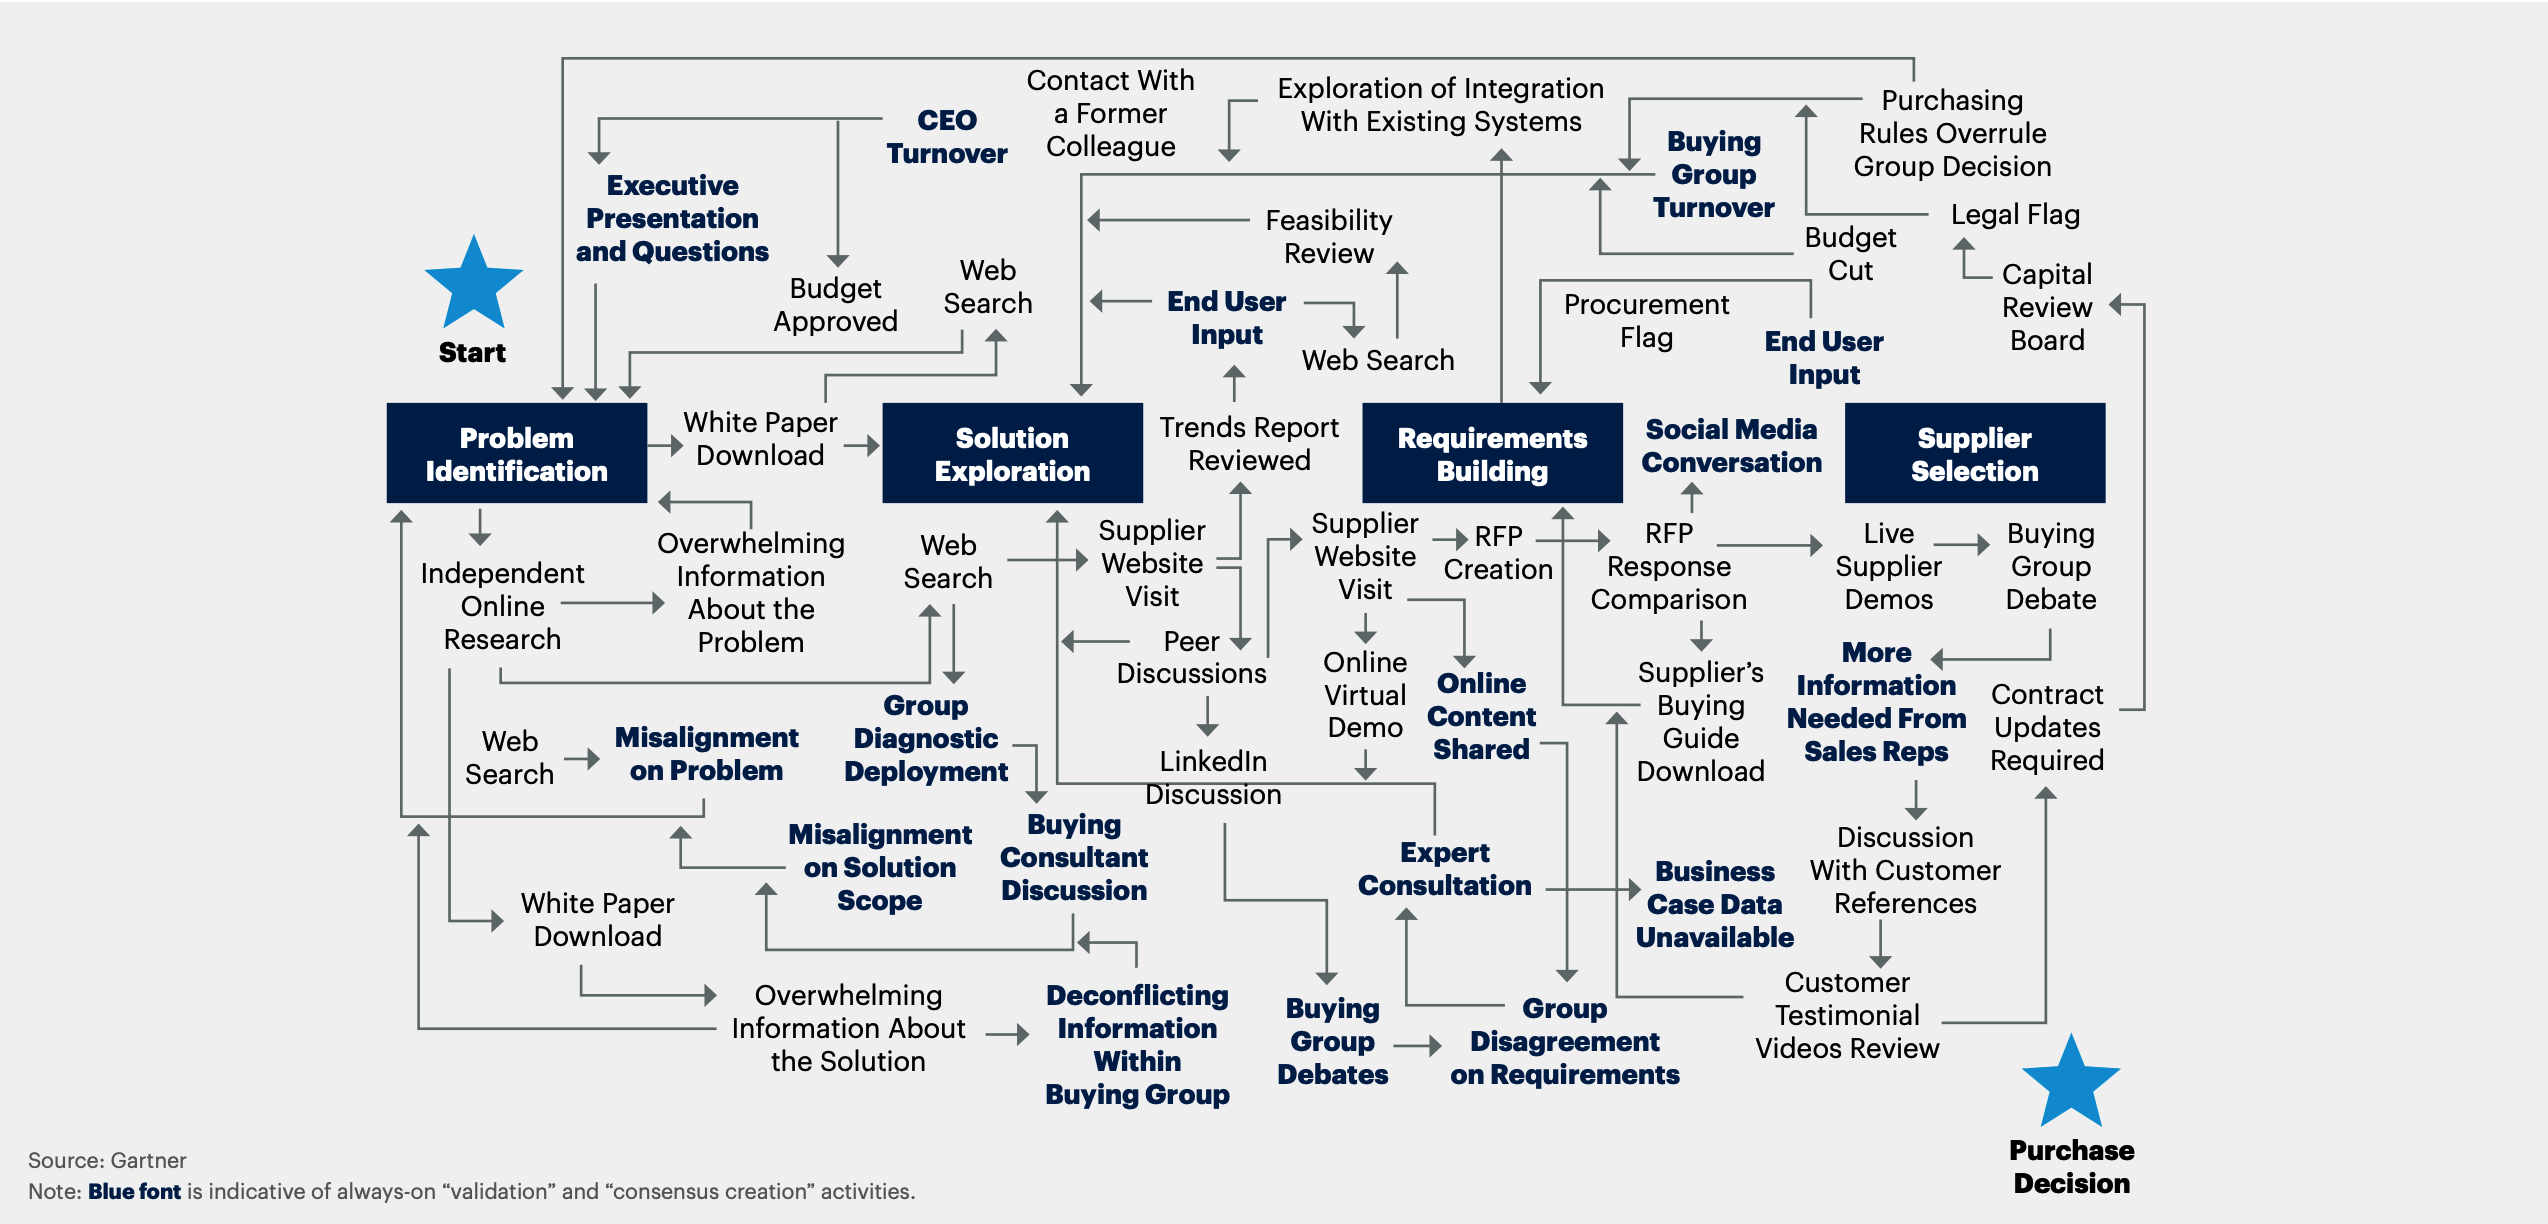 Contact With
a Former
Colleague
Exploration of Integration
With Existing Systems
Purchasing
Rules Overrule
Group Decision
CEO
Turnover
Buying
Group
Turnover
Executive
Presentation
and Questions
Legal Flag
Feasibility
Review
Budget
Cut
Budget
Approved
Web
Search
End User
Input
Web Search
Procurement
Flag
End User
Input
Capital
Review
Board
Start
Problem
Identification
White Paper
Download
Solution
Exploration
Trends Report
Reviewed
Requirements
Building
Social Media
Conversation
Supplier
Selection
Independent
Online
Research
Overwhelming
Information
About the
Problem
Web
Search
Supplier
Website
Visit
Supplier
Website
Visit
RFP
Creation
RFP
Response
Comparison
Live
Supplier
Demos
Buying
Group
Debate
Peer
Discussions
Online
Virtual
Demo
Online
Content
Shared
Supplier’s
Buying
Guide
Download
More
Information
Needed From
Sales Reps
Contract
Updates
Required
Web
Search
Misalignment
on Problem
Group
Diagnostic
Deployment
LinkedIn
Discussion
Misalignment
on Solution
Scope
Buying
Consultant
Discussion
Expert
Consultation
Business
Case Data
Unavailable
Discussion
With Customer
References
White Paper
Download
Overwhelming
Information About
the Solution
Deconflicting
Information
Within
Buying Group
Buying
Group
Debates
Group
Disagreement
on Requirements
Customer
Testimonial
Videos Review
Purchase
Decision
Source: Gartner
Note: Blue font is indicative of always-on “validation” and “consensus creation” activities.